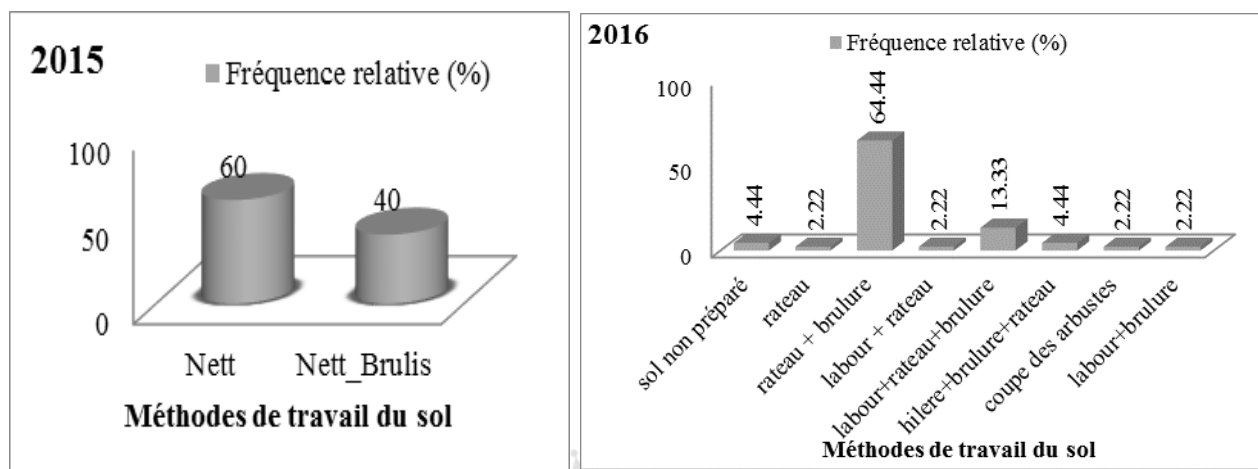 2015
Fréquence relative (%)
100
50
0
60
40
Nett
Nett_Brulis
Méthodes de travail du sol
2016
Fréquence relative (%)
100
50
0
4.44
2.22
64.44
2.22
13.33
4.44
2.22
2.22
sol non préparé
rateau
rateau + brulure
labour + rateau
labour+rateau+brulure
hilere+brulure+rateau
coupe des arbustes
labour+brulure
Méthodes de travail du sol